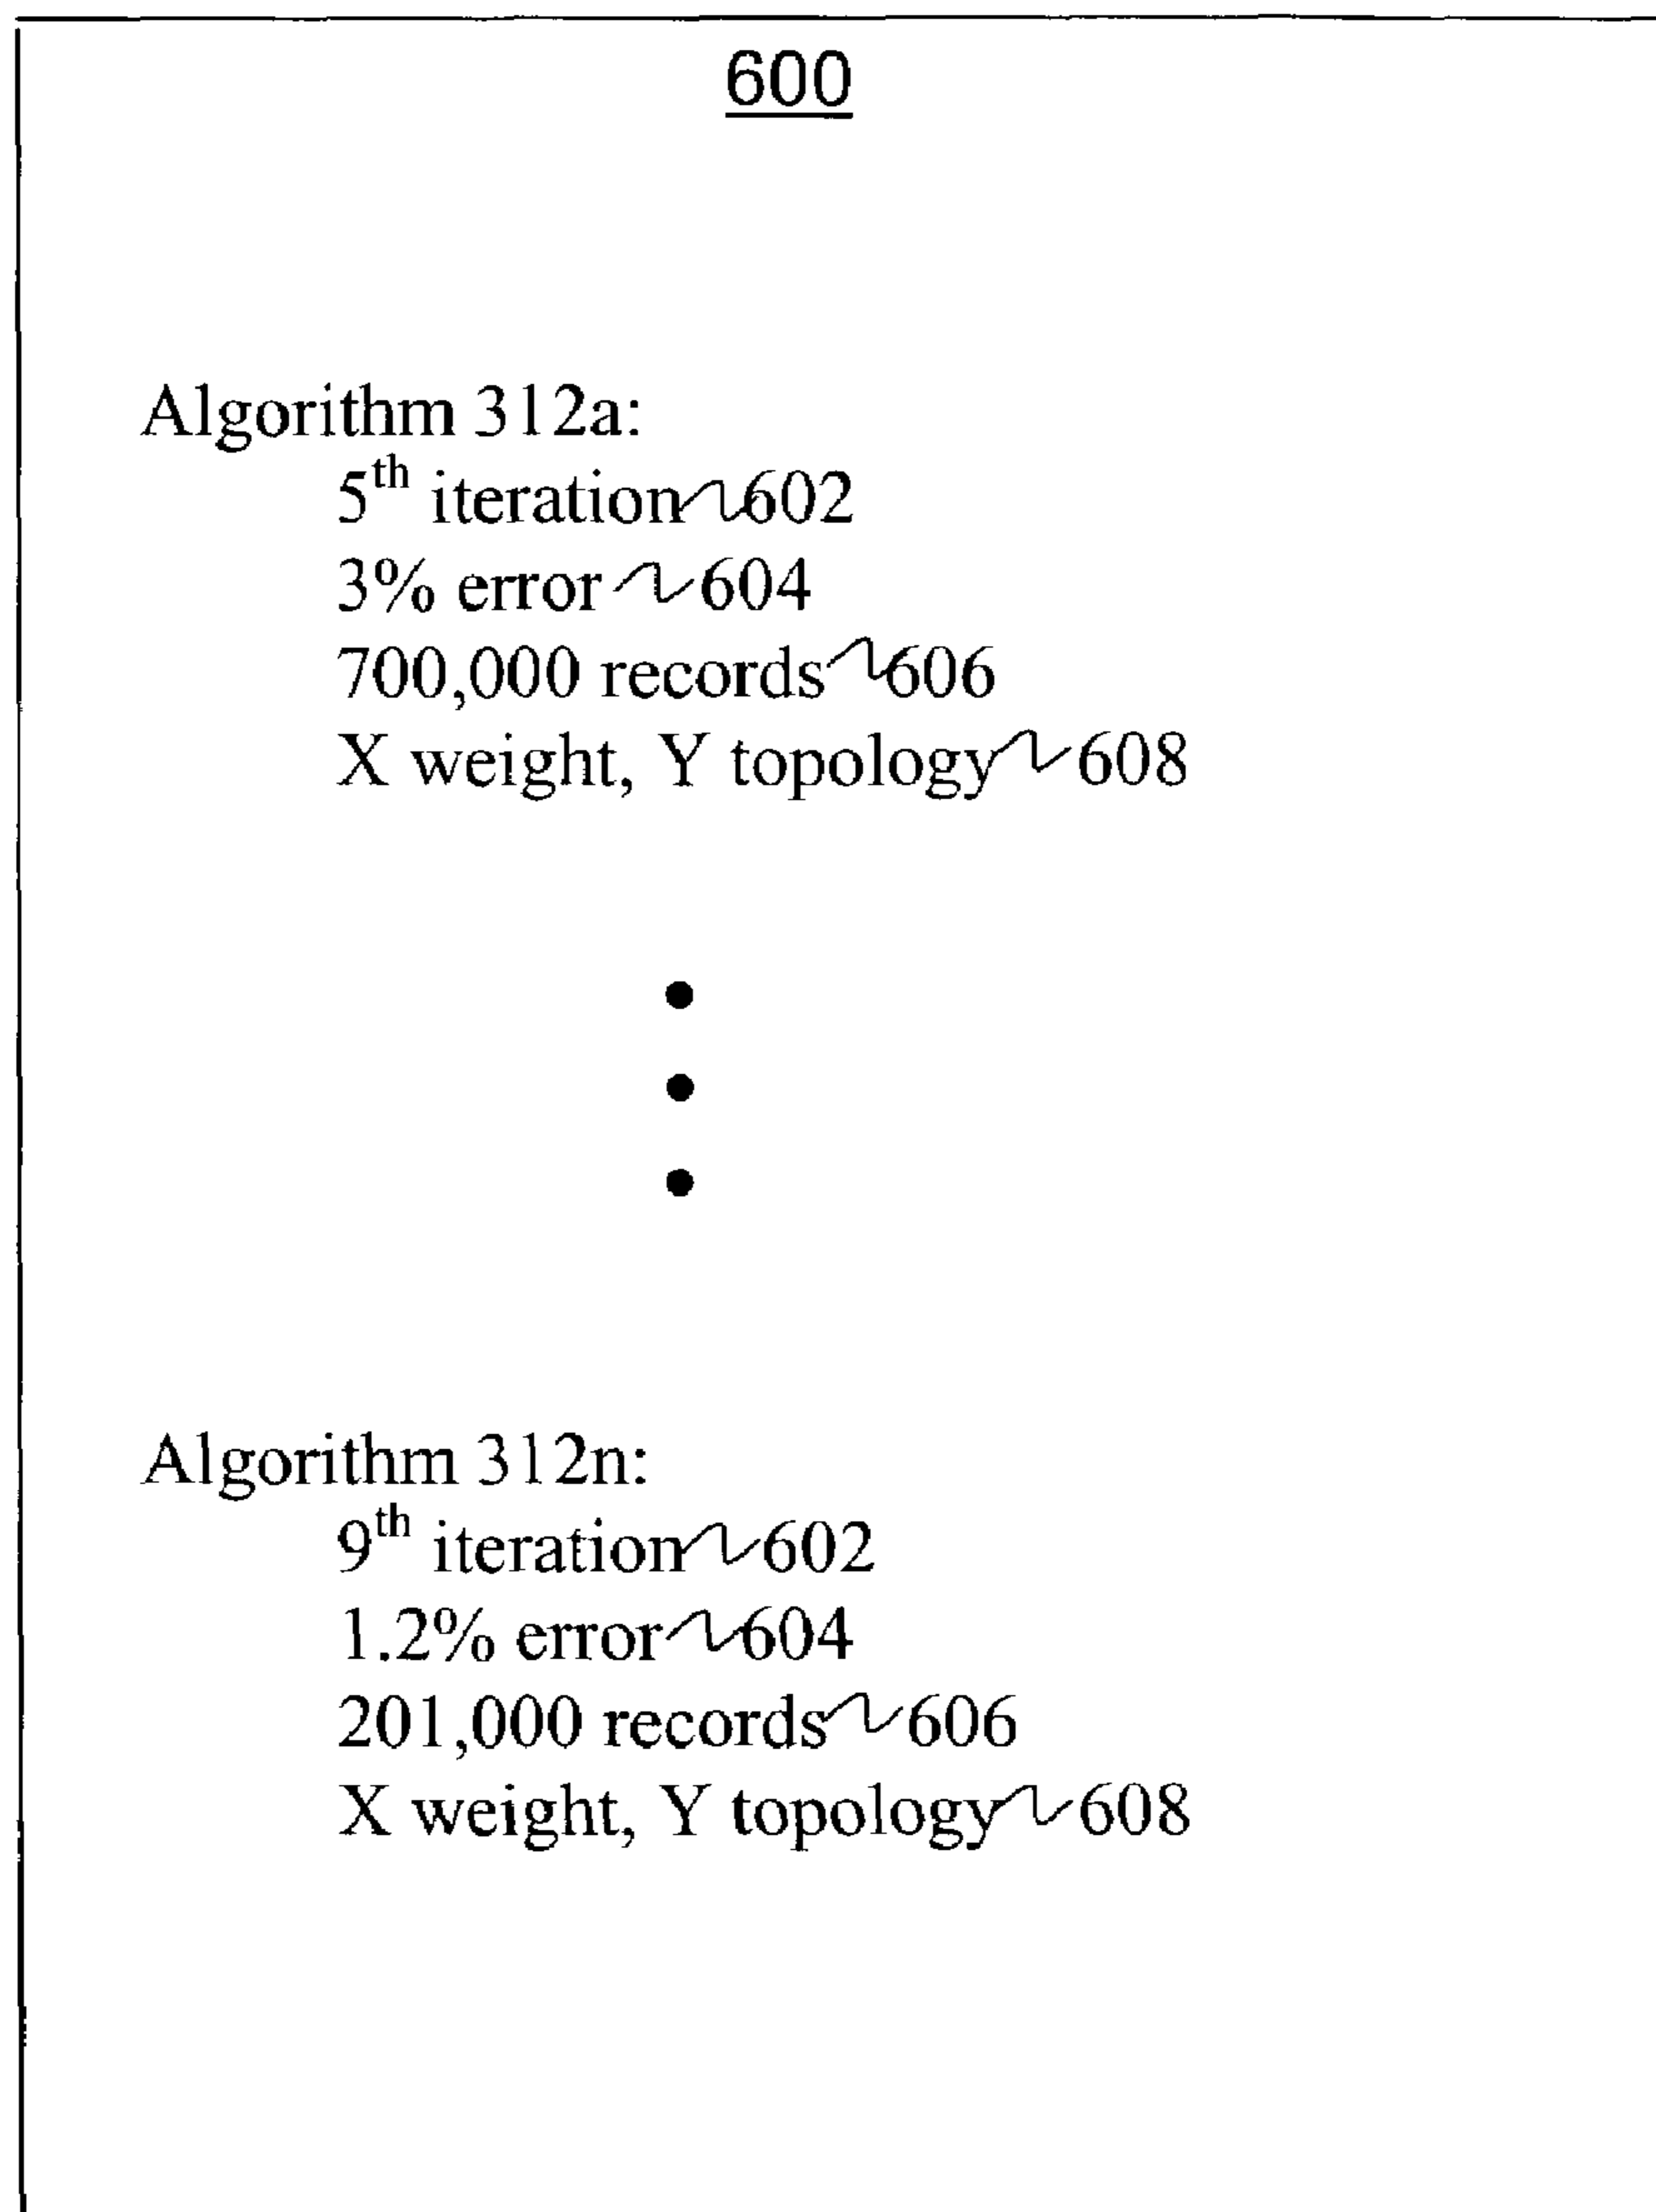 600
Algorithm 312a:
5th iteration 602
3% error 604
700,000 records 606
X weight, Y topology 608
Algorithm 312n:
9th iteration 602
1.2% error 604
201,000 records 606
X weight, Y topology 608